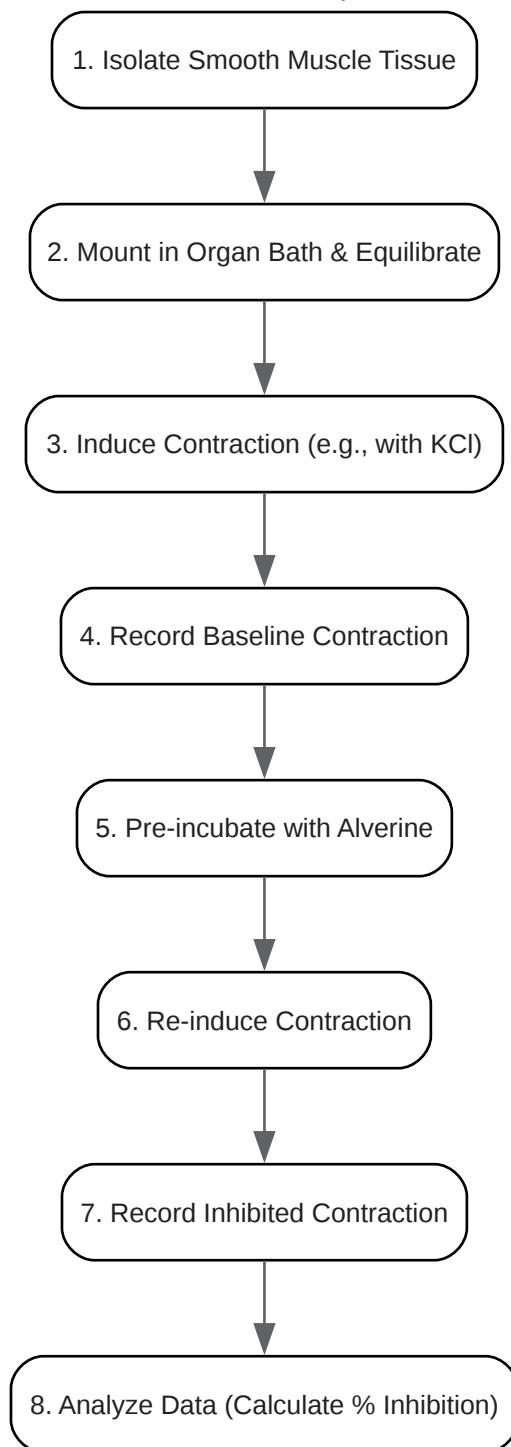 1. Isolate Smooth Muscle Tissue
2. Mount in Organ Bath & Equilibrate
3. Induce Contraction (e.g., with KCl)
4. Record Baseline Contraction
5. Pre-incubate with Alverine
6. Re-induce Contraction
7. Record Inhibited Contraction
8. Analyze Data (Calculate % Inhibition)